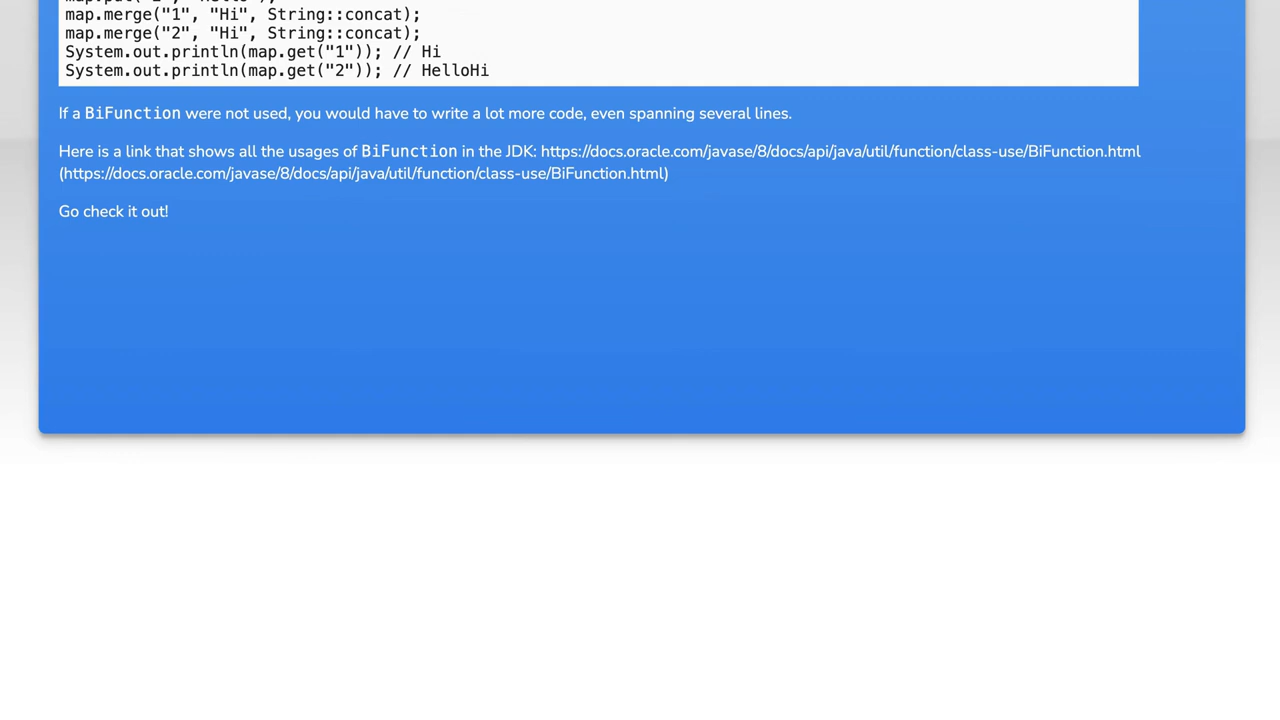 map.merge("1", "Hi", String::concat);
map.merge("2", "Hi", String::concat);
System.out.println(map.get("1")); // Hi
System.out.println(map.get("2")); // HelloHi
If a BiFunction were not used, you would have to write a lot more code, even spanning several lines.
Here is a link that shows all the usages of BiFunction in the JDK: https://docs.oracle.com/javase/8/docs/api/java/util/function/class-use/BiFunction.html
(https://docs.oracle.com/javase/8/docs/api/java/util/function/class-use/BiFunction.html)
Go check it out!